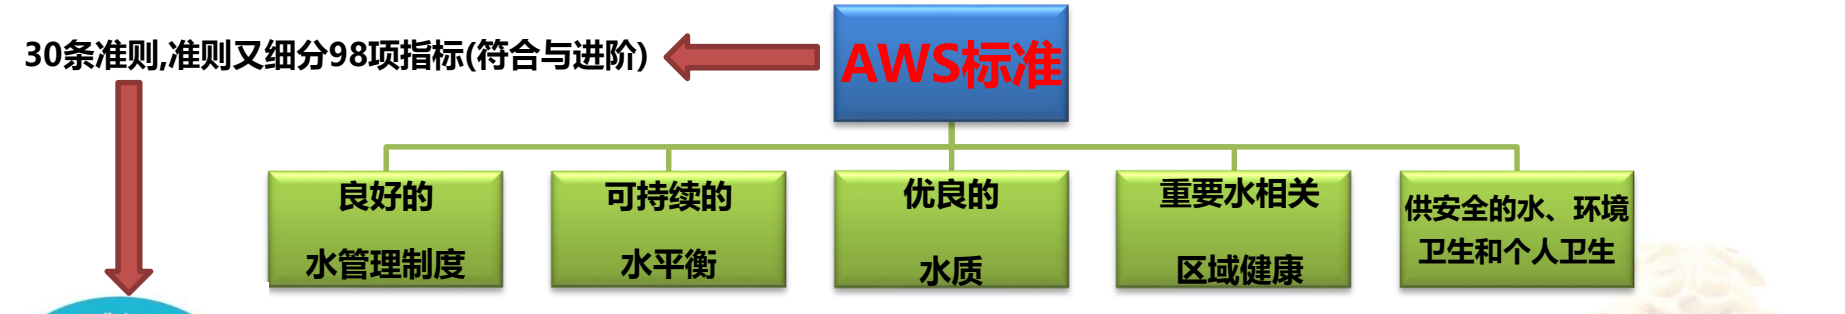 30条准则,准则又细分98项指标(符合与进阶)
AWS标准
良好的
水管理制度
可持续的
水平衡
优良的
水质
重要水相关
区域健康
供安全的水、环境
卫生和个人卫生